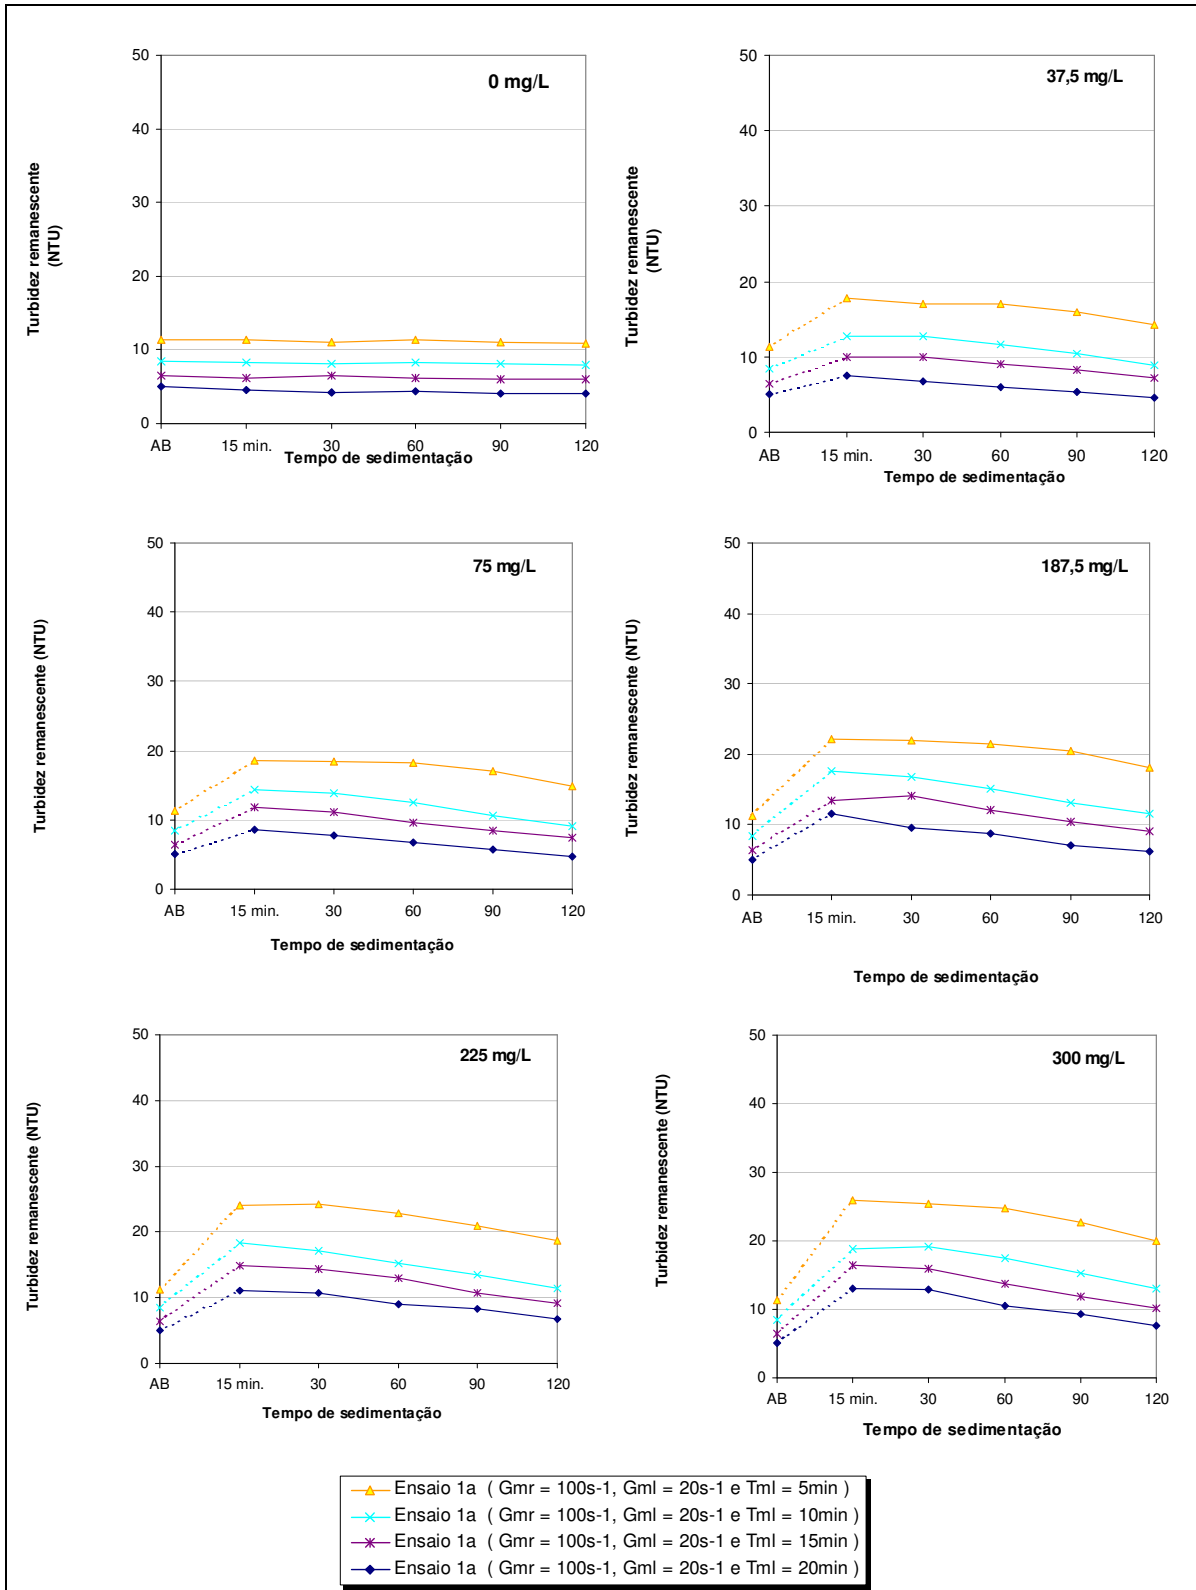 50
40
30
20
10
0
0 mg/L
Turbidez remanescente
(NTU)
AB 15 min. 30 60 90 120
Tempo de sedimentação
50
40
30
20
10
0
37,5 mg/L
Turbidez remanescente
(NTU)
AB 15 min. 30 60 90 120
Tempo de sedimentação
50
40
30
20
10
0
75 mg/L
Turbidez remanescente (NTU)
AB 15 min. 30 60 90 120
Tempo de sedimentação
50
40
30
20
10
0
187,5 mg/L
Turbidez remanescente (NTU)
AB 15 min. 30 60 90 120
Tempo de sedimentação
50
40
30
20
10
0
225 mg/L
Turbidez remanescente (NTU)
AB 15 min. 30 60 90 120
Tempo de sedimentação
50
40
30
20
10
0
300 mg/L
Turbidez remanescente (NTU)
AB 15 min. 30 60 90 120
Tempo de sedimentação
Ensaio 1a ( Gmr = 100s-1, Gml = 20s-1 e Tml = 5min )
Ensaio 1a ( Gmr = 100s-1, Gml = 20s-1 e Tml = 10min )
Ensaio 1a ( Gmr = 100s-1, Gml = 20s-1 e Tml = 15min )
Ensaio 1a ( Gmr = 100s-1, Gml = 20s-1 e Tml = 20min )